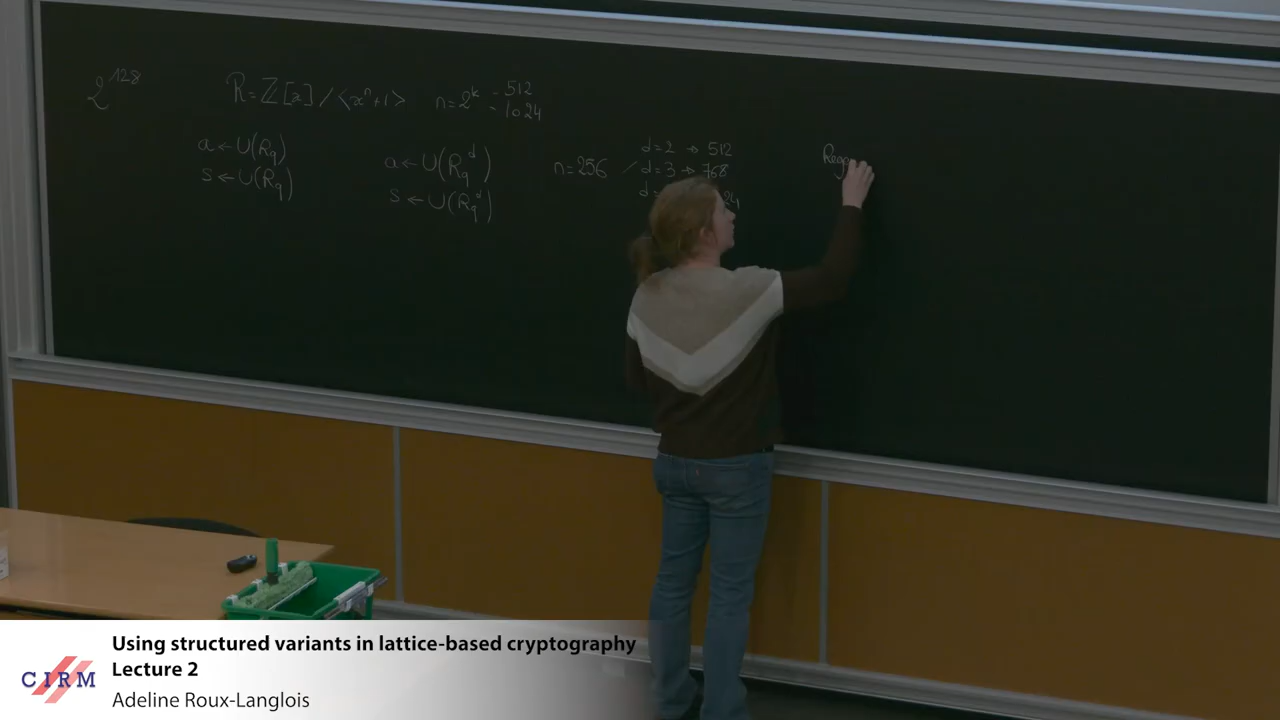 2^128
R = Z[x] / <x^n + 1> n = 2^k - 512
- 1024
a ← U(R_q)
s ← U(R_q)
a ← U(R_q^d)
s ← U(R_q^d)
n = 256 / d = 2 → 512
d = 3 → 768
d
CIRM
Using structured variants in lattice-based cryptography
Lecture 2
Adeline Roux-Langlois